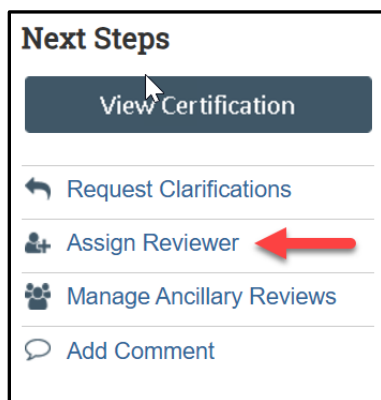 Next Steps
View Certification
Request Clarifications
Assign Reviewer
Manage Ancillary Reviews
Add Comment